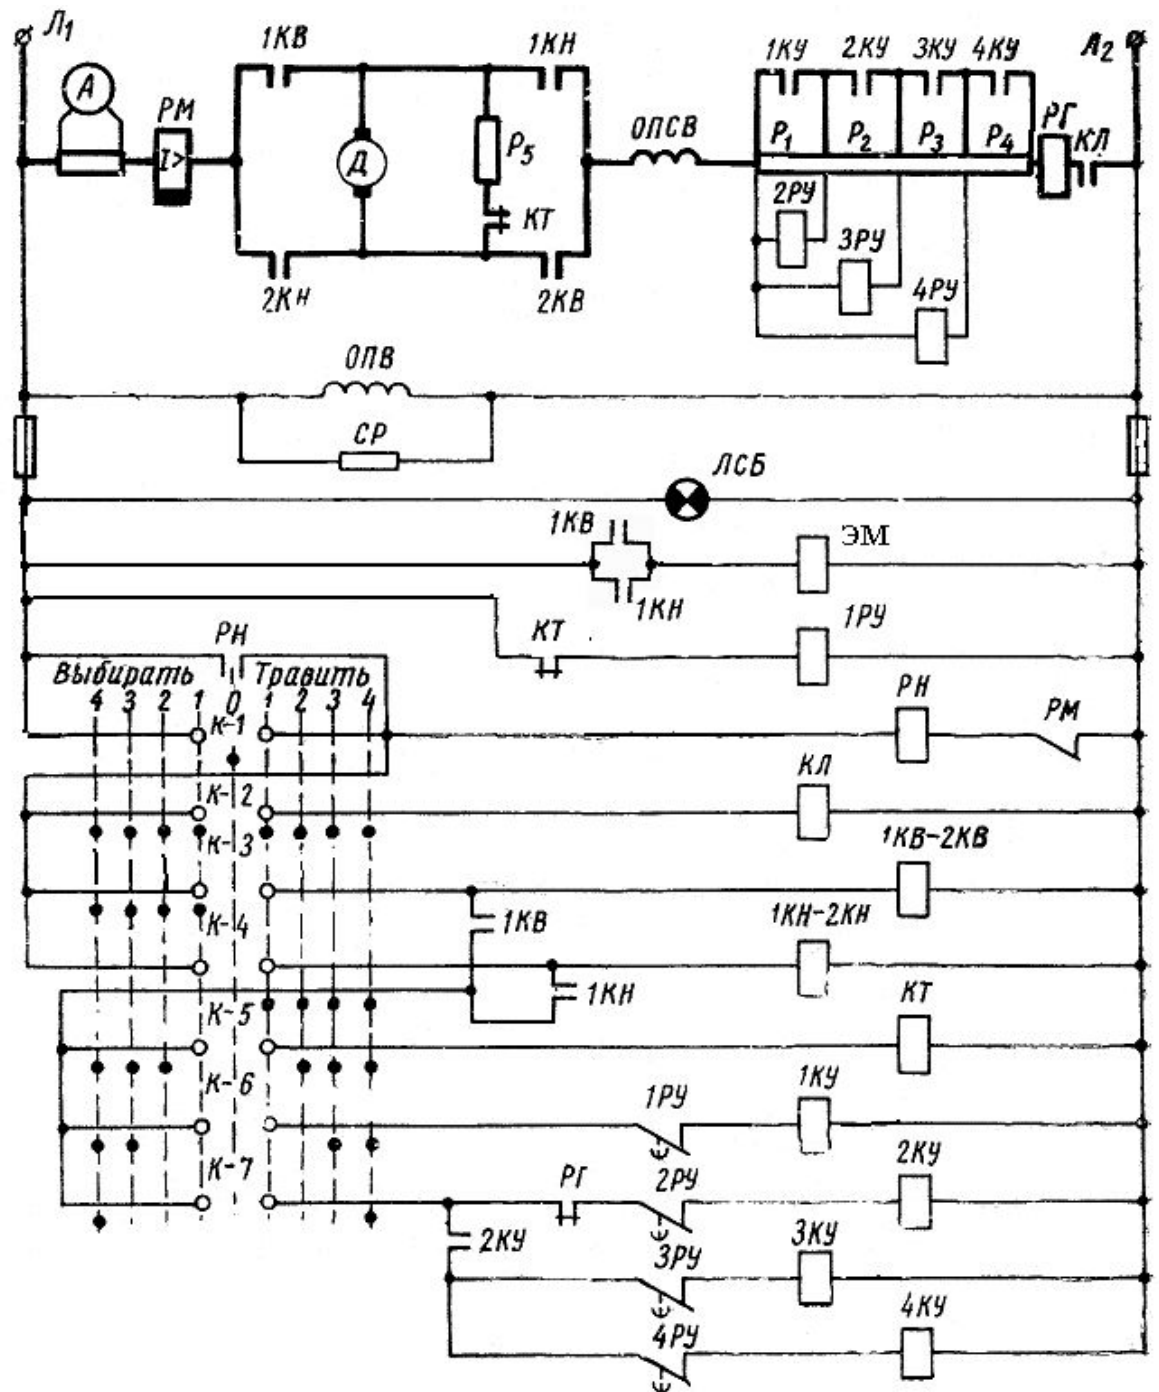 Л1 А2
1КВ 1КН 1КУ 2КУ 3КУ 4КУ
А РМ РГ
I> Д Р5 ОПСВ Р1 Р2 Р3 Р4 КЛ
КТ 2РУ
2КН 2КВ 3РУ
4РУ
ОПВ
СР
ЛСБ
1КВ ЭМ
1КН
КТ 1РУ
РН
Выбирать Травить
4 3 2 1 0 1 2 3 4
К-1 РН РМ
К-2 КЛ
К-3 1КВ-2КВ
К-4 1КВ 1КН-2КН
1КН
К-5 КТ
К-6 1РУ 1КУ
К-7 РГ 2РУ 2КУ
2КУ 3РУ 3КУ
4РУ 4КУ